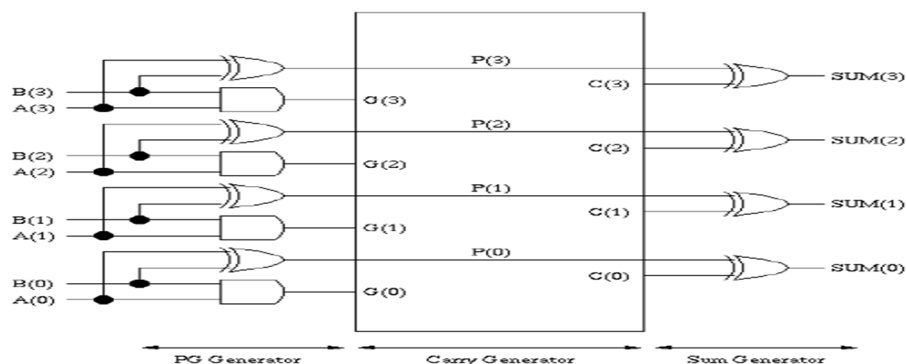 P(3)
SUM(3)
C(3)
B(3)
A(3)
G(3)
P(2)
SUM(2)
C(2)
B(2)
A(2)
G(2)
P(1)
SUM(1)
C(1)
B(1)
A(1)
G(1)
P(0)
SUM(0)
C(0)
B(0)
A(0)
G(0)
PG Generator
Carry Generator
Sum Generator